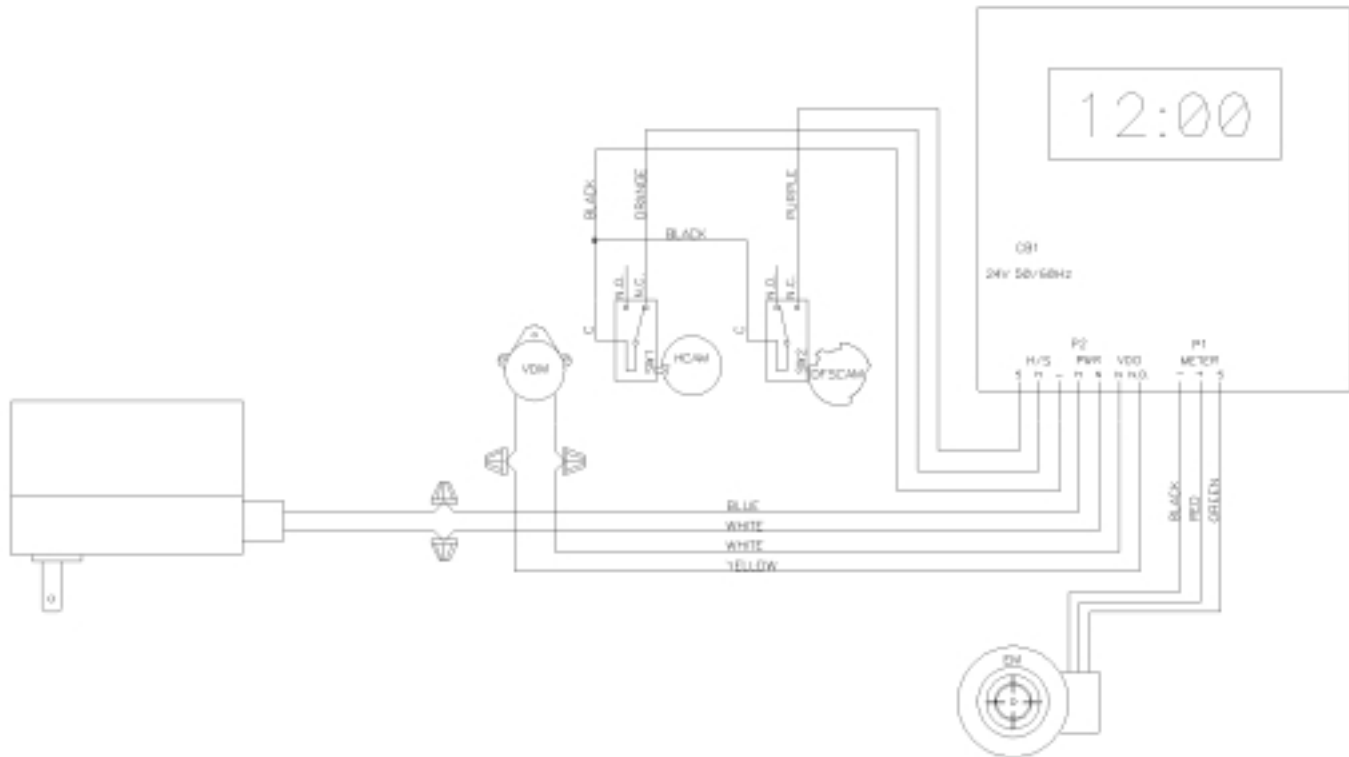 12:00
CB1
24V 50/60Hz
P2
P1
H/S
PWR
VDO
METER
S
H
-
H
N
N
N.O.
-
+
S
BLACK
ORANGE
PURPLE
BLACK
N.O.
N.C.
N.O.
N.C.
C
C
HCAM
DFSCAM
VDM
BLUE
WHITE
WHITE
YELLOW
BLACK
RED
GREEN